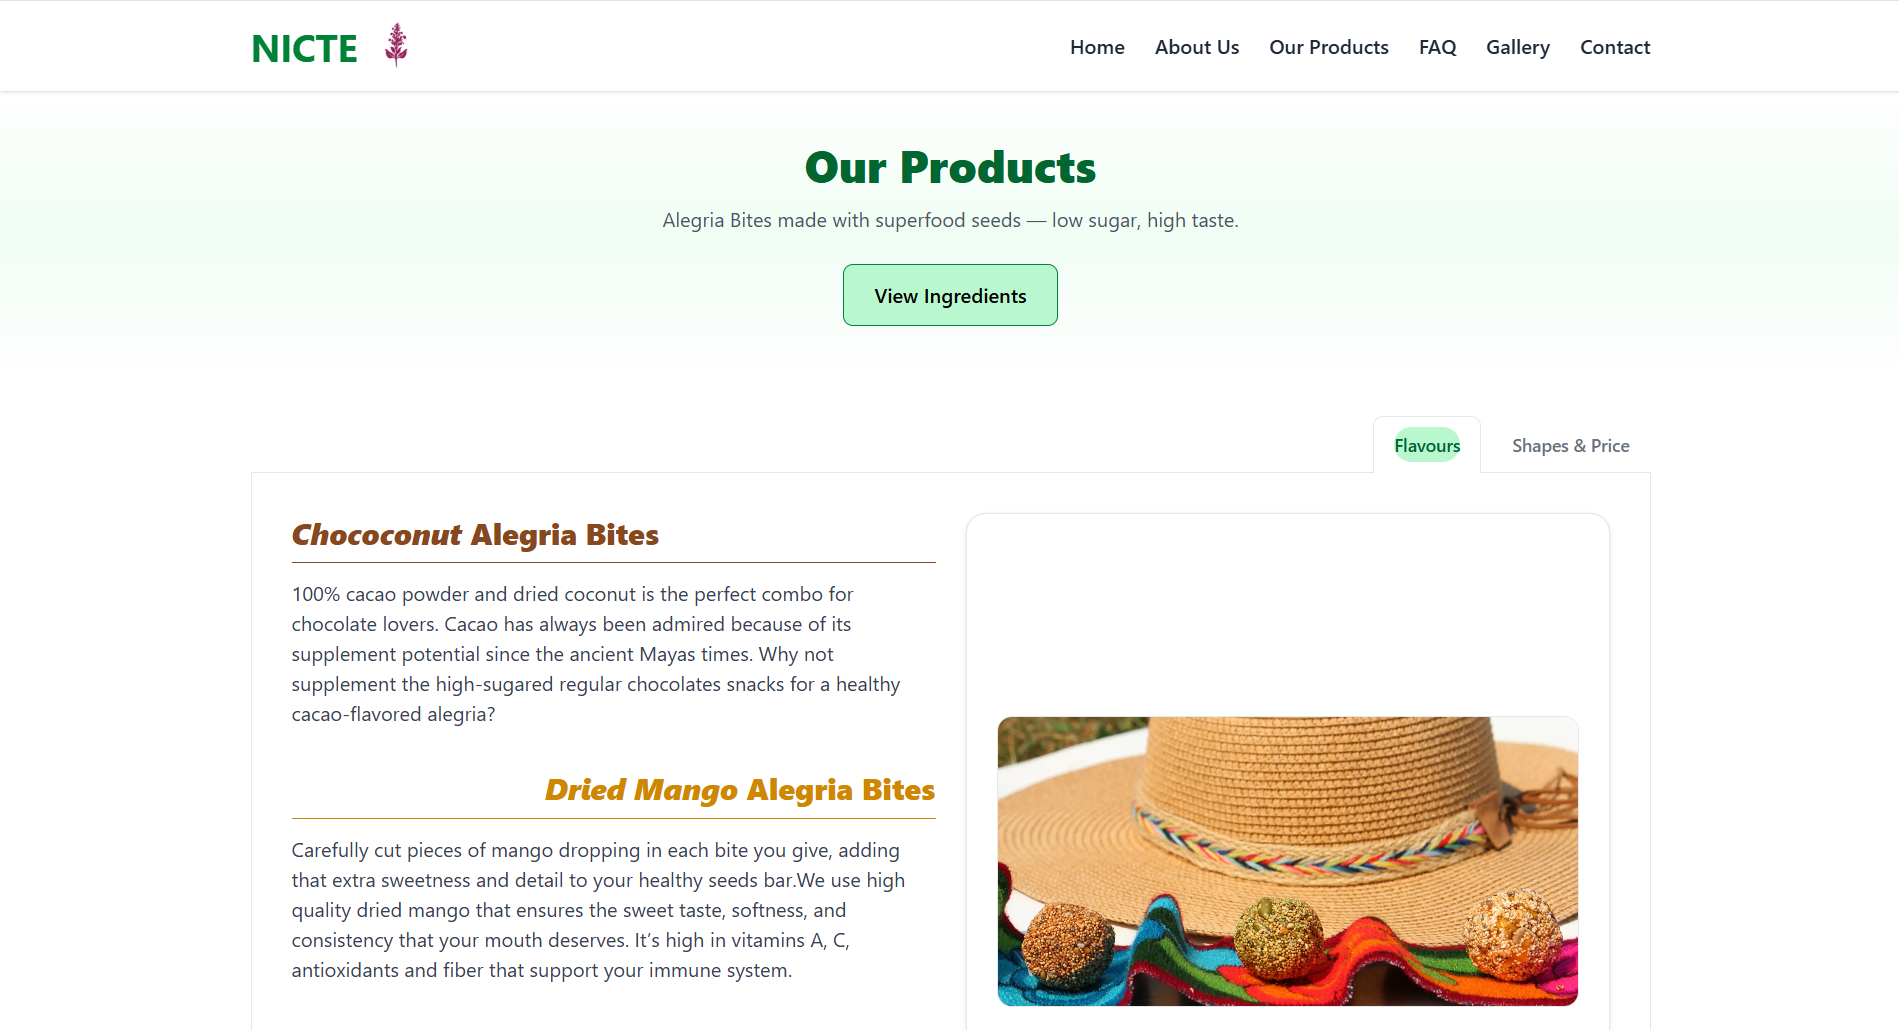 NICTE
Home
About Us
Our Products
FAQ
Gallery
Contact
Our Products
Alegria Bites made with superfood seeds — low sugar, high taste.
View Ingredients
Flavours
Shapes & Price
Chococonut Alegria Bites
100% cacao powder and dried coconut is the perfect combo for
chocolate lovers. Cacao has always been admired because of its
supplement potential since the ancient Mayas times. Why not
supplement the high-sugared regular chocolates snacks for a healthy
cacao-flavored alegria?
Dried Mango Alegria Bites
Carefully cut pieces of mango dropping in each bite you give, adding
that extra sweetness and detail to your healthy seeds bar.We use high
quality dried mango that ensures the sweet taste, softness, and
consistency that your mouth deserves. It’s high in vitamins A, C,
antioxidants and fiber that support your immune system.